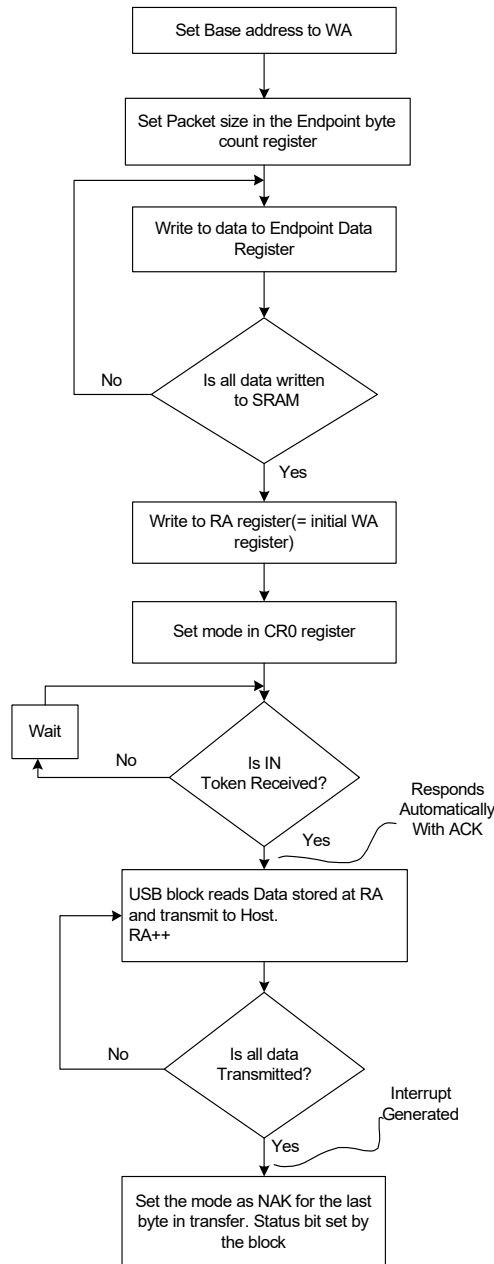 Set Base address to WA
Set Packet size in the Endpoint byte
count register
Write to data to Endpoint Data
Register
No
Is all data written
to SRAM
Yes
Write to RA register(= initial WA
register)
Set mode in CR0 register
Wait
No
Is IN
Token Received?
Responds
Automatically
With ACK
Yes
USB block reads Data stored at RA
and transmit to Host.
RA++
No
Is all data
Transmitted?
Interrupt
Generated
Yes
Set the mode as NAK for the last
byte in transfer. Status bit set by
the block